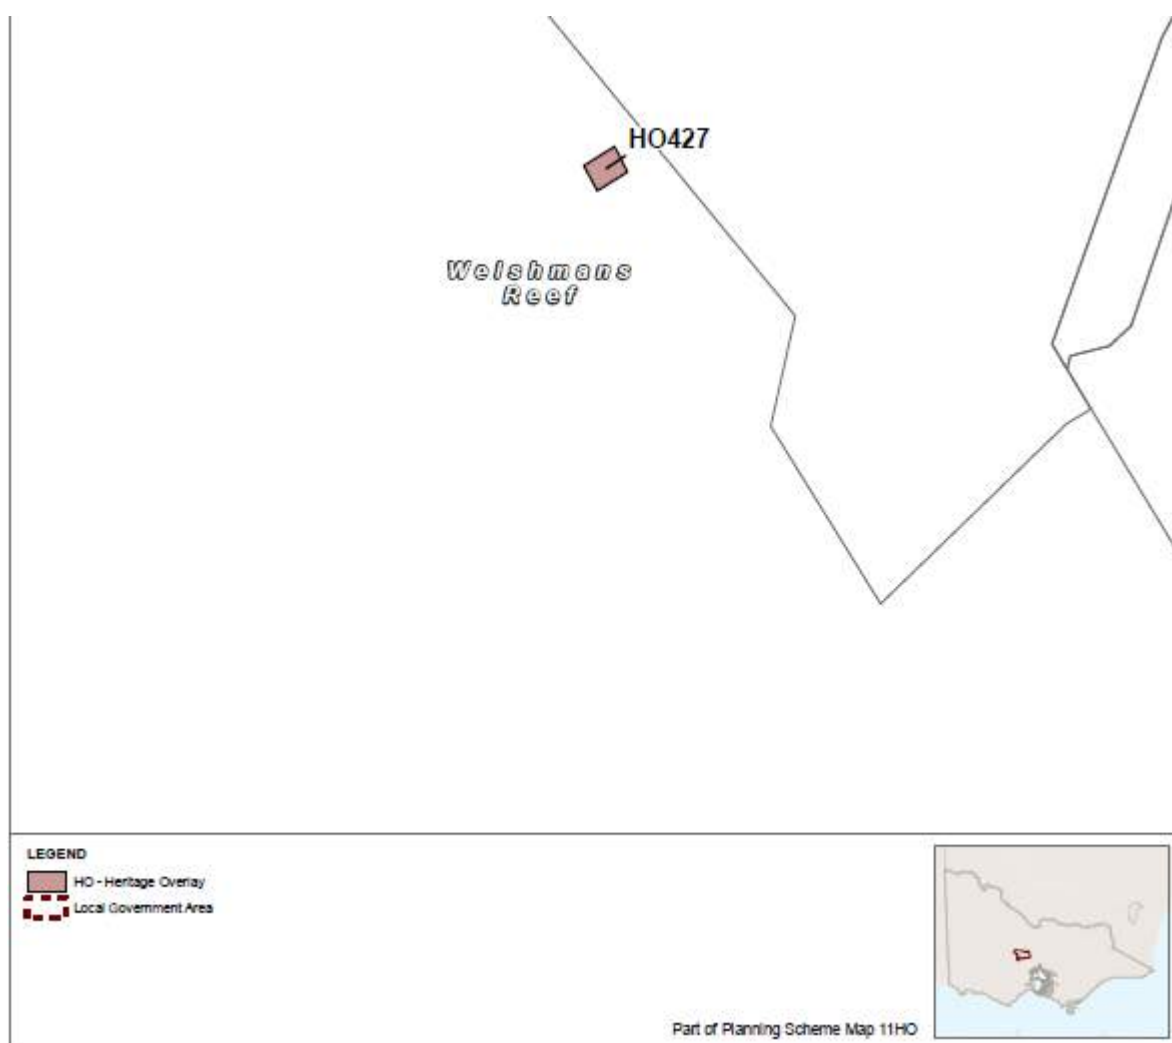 HO427
Welshmans
Reef
LEGEND
HO - Heritage Overlay
Local Government Area
Part of Planning Scheme Map 11HO